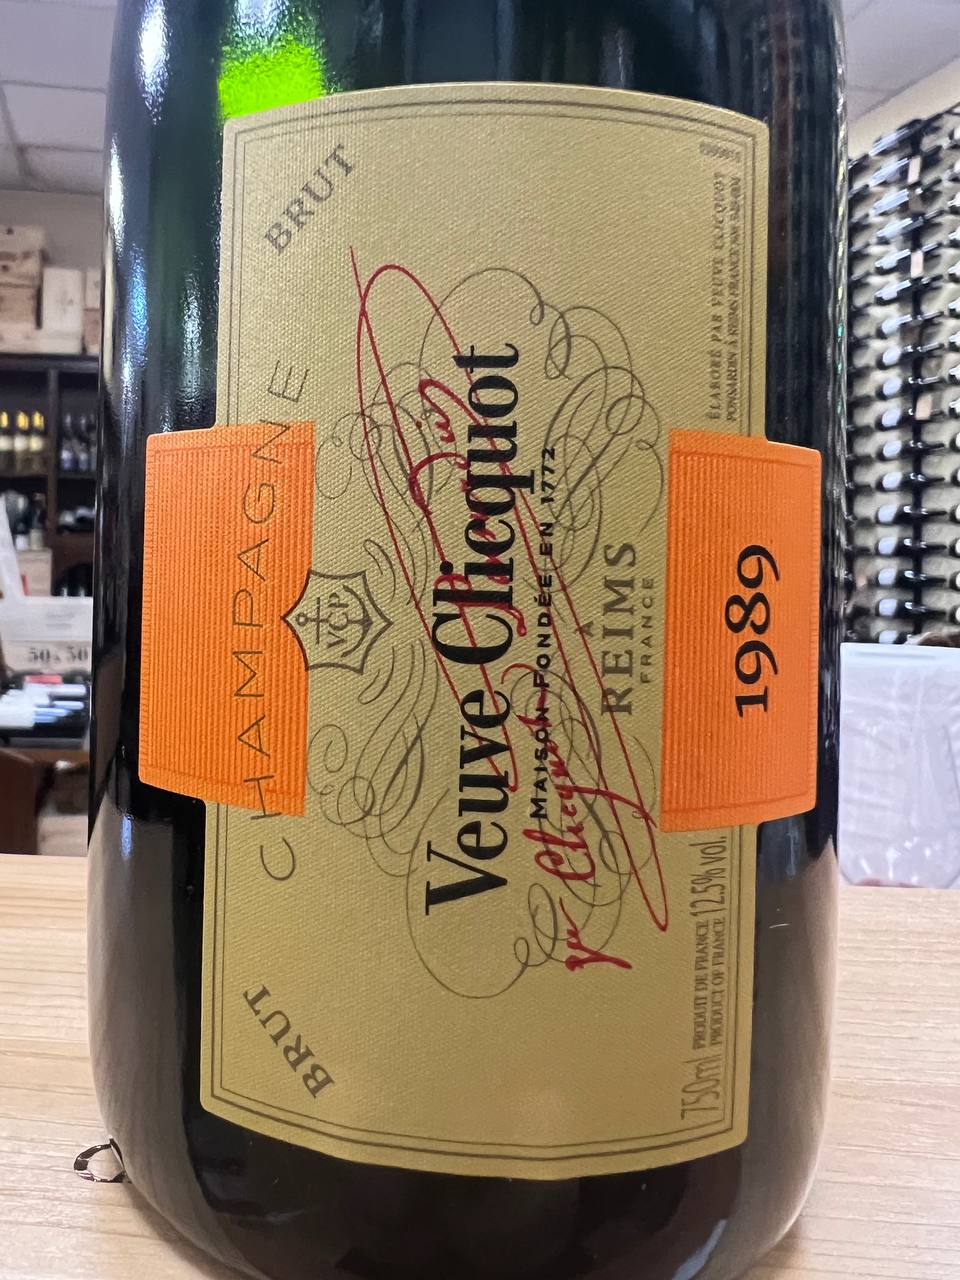 BRUT
BRUT
CHAMPAGNE
VCP
Veuve Clicquot
MAISON FONDÉE EN 1772
À
REIMS
FRANCE
1989
750ml
PRODUIT DE FRANCE
PRODUCT OF FRANCE
12.5%vol.
ÉLABORÉ PAR VEUVE CLICQUOT
PONSARDIN À REIMS FRANCE
50x50